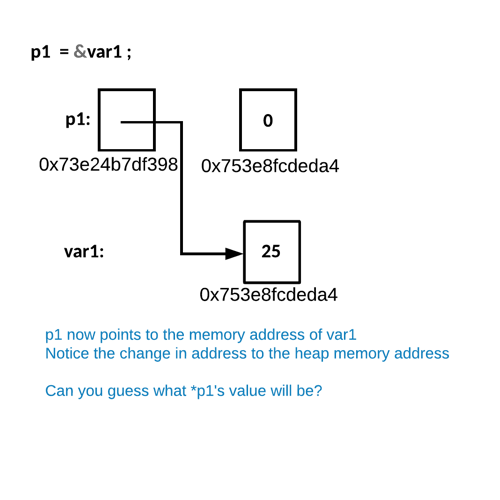 p1 = &var1 ;
p1:
0
0x73e24b7df398
0x753e8fcdeda4
var1:
25
0x753e8fcdeda4
p1 now points to the memory address of var1
Notice the change in address to the heap memory address
Can you guess what *p1's value will be?